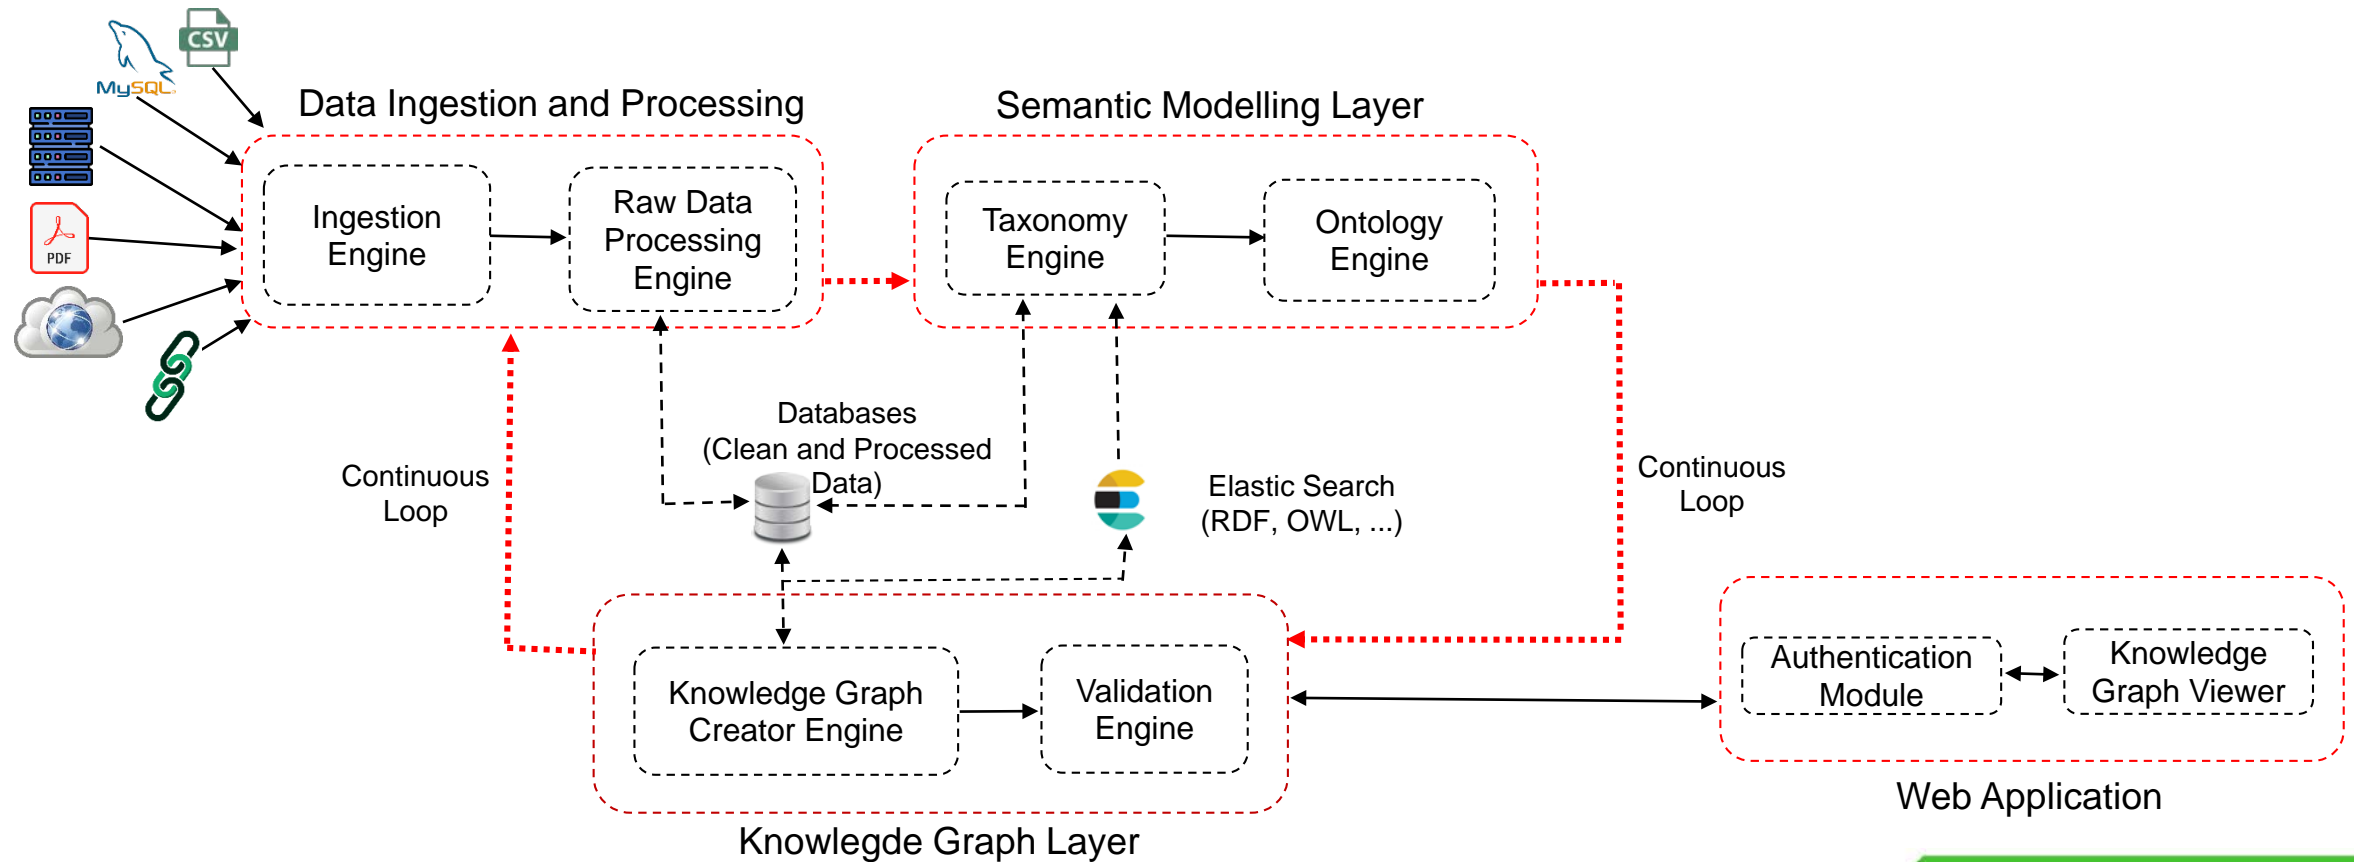 CSV
MySQL
Data Ingestion and Processing
Semantic Modelling Layer
Ingestion
Engine
Raw Data
Processing
Engine
Taxonomy
Engine
Ontology
Engine
PDF
Databases
(Clean and Processed
Data)
Continuous
Loop
Elastic Search
(RDF, OWL, ...)
Continuous
Loop
Knowledge Graph
Creator Engine
Validation
Engine
Authentication
Module
Knowledge
Graph Viewer
Web Application
Knowlegde Graph Layer